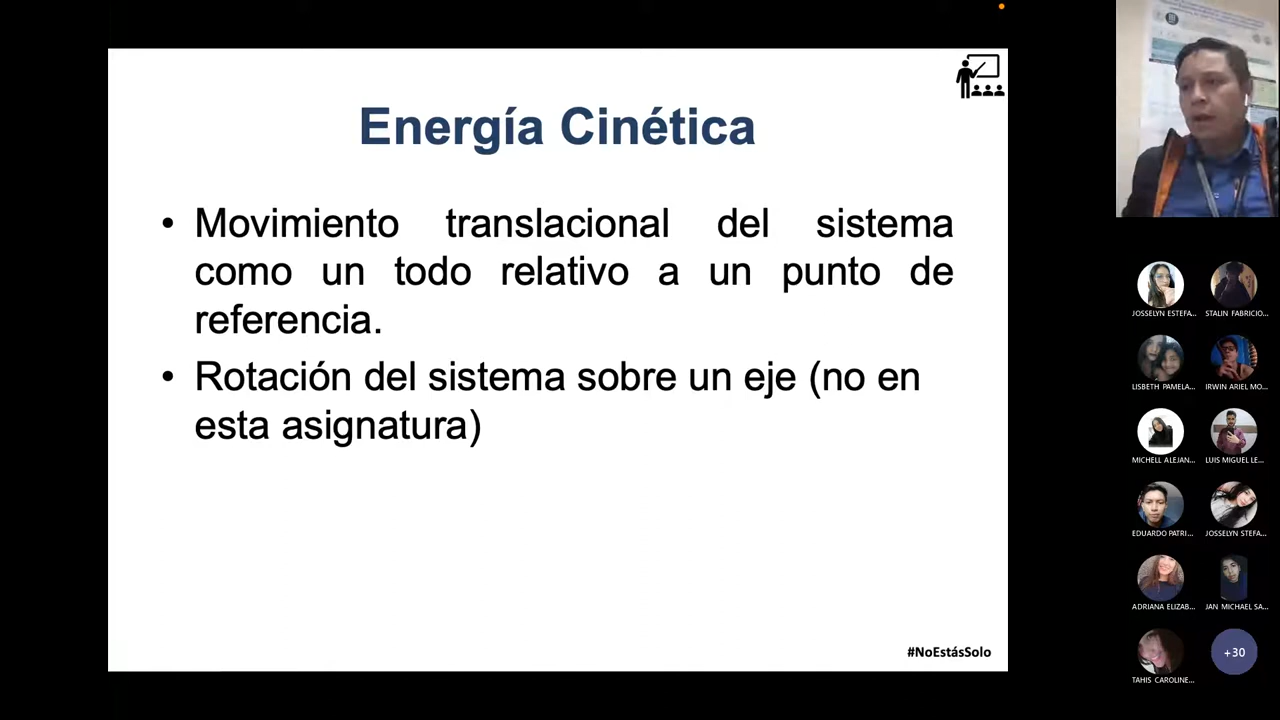 Energía Cinética
• Movimiento translacional del sistema
como un todo relativo a un punto de
referencia.
• Rotación del sistema sobre un eje (no en
esta asignatura)
#NoEstásSolo
JOSSELYN ESTEFA...
STALIN FABRICIO...
LISBETH PAMELA...
IRWIN ARIEL MO...
MICHELL ALEJAN...
LUIS MIGUEL LE...
EDUARDO PATRI...
JOSSELYN STEFA...
ADRIANA ELIZAB...
JAN MICHAEL SA...
TAHIS CAROLINE...
+30